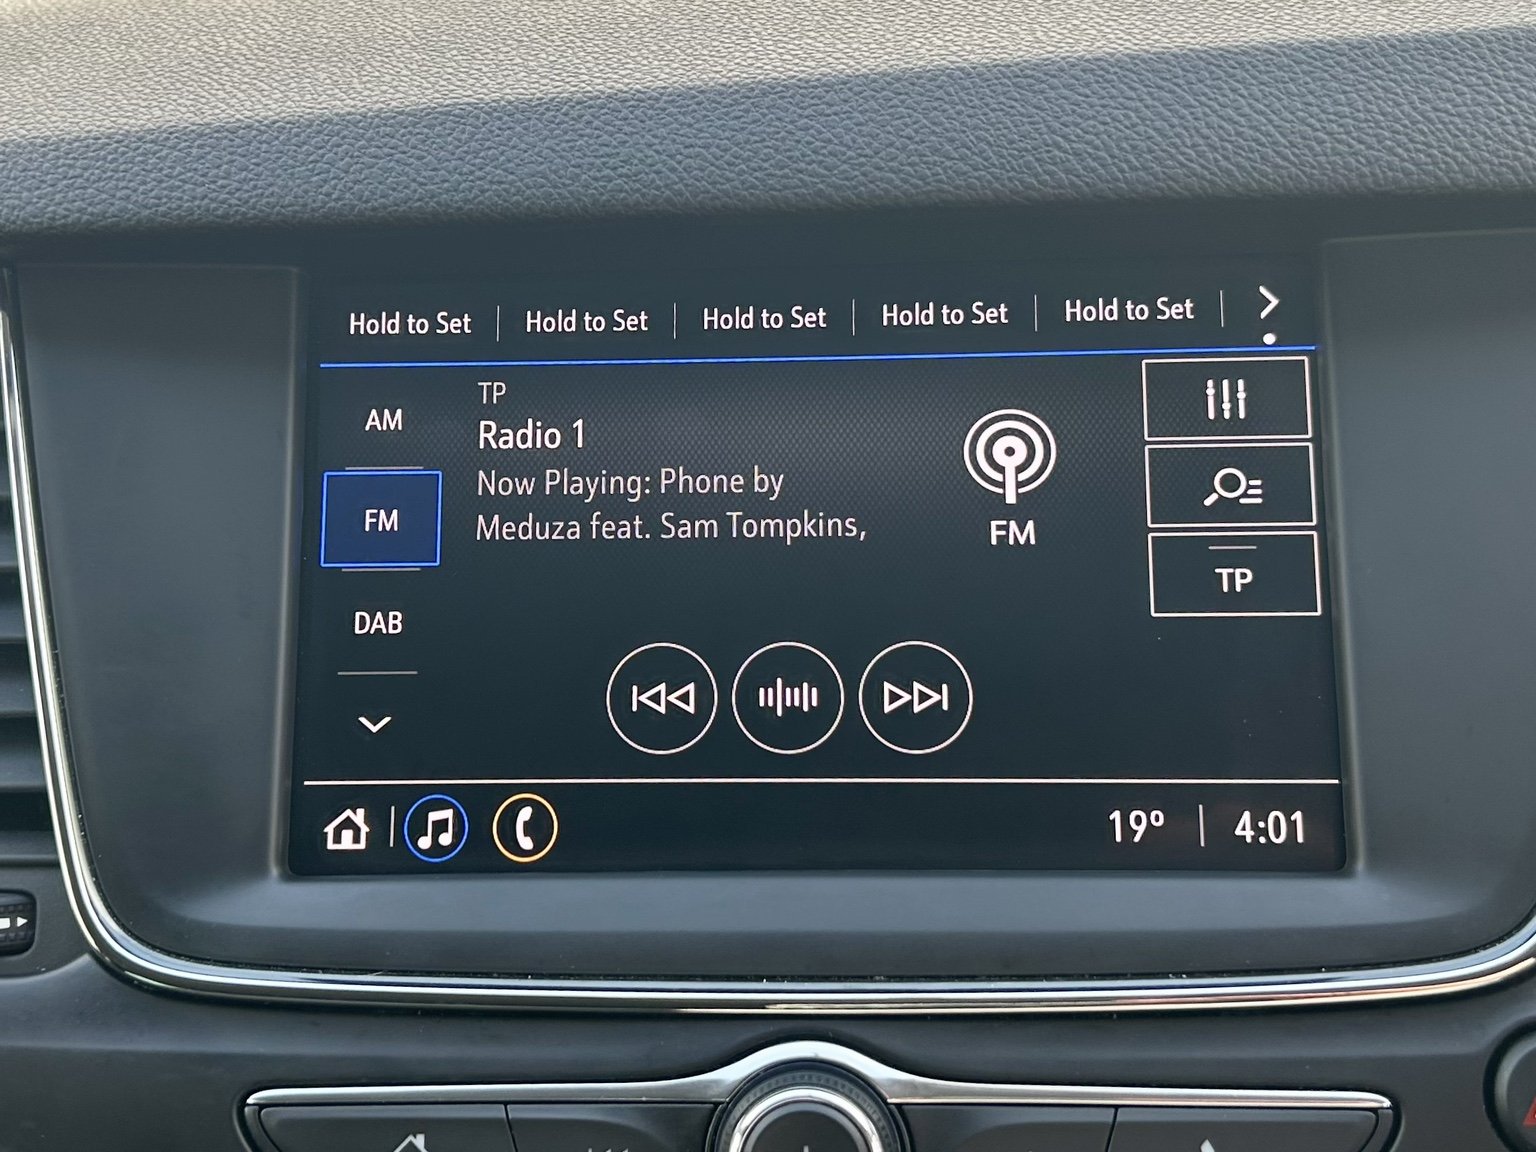 Hold to Set Hold to Set Hold to Set Hold to Set Hold to Set
AM
FM
DAB
TP
Radio 1
Now Playing: Phone by
Meduza feat. Sam Tompkins,
FM
TP
19° 4:01